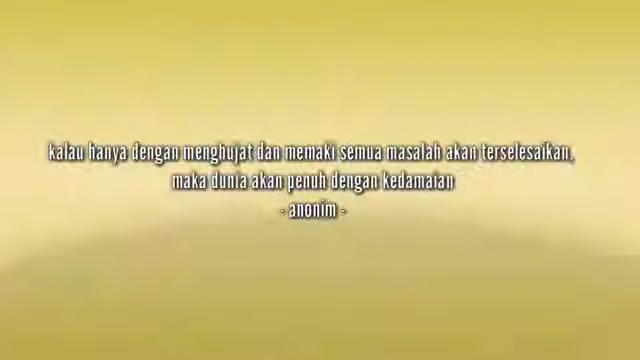 kalau hanya dengan menghujat dan memaki semua masalah akan terselesaikan,
maka dunia akan penuh dengan kedamaian
- anonim -